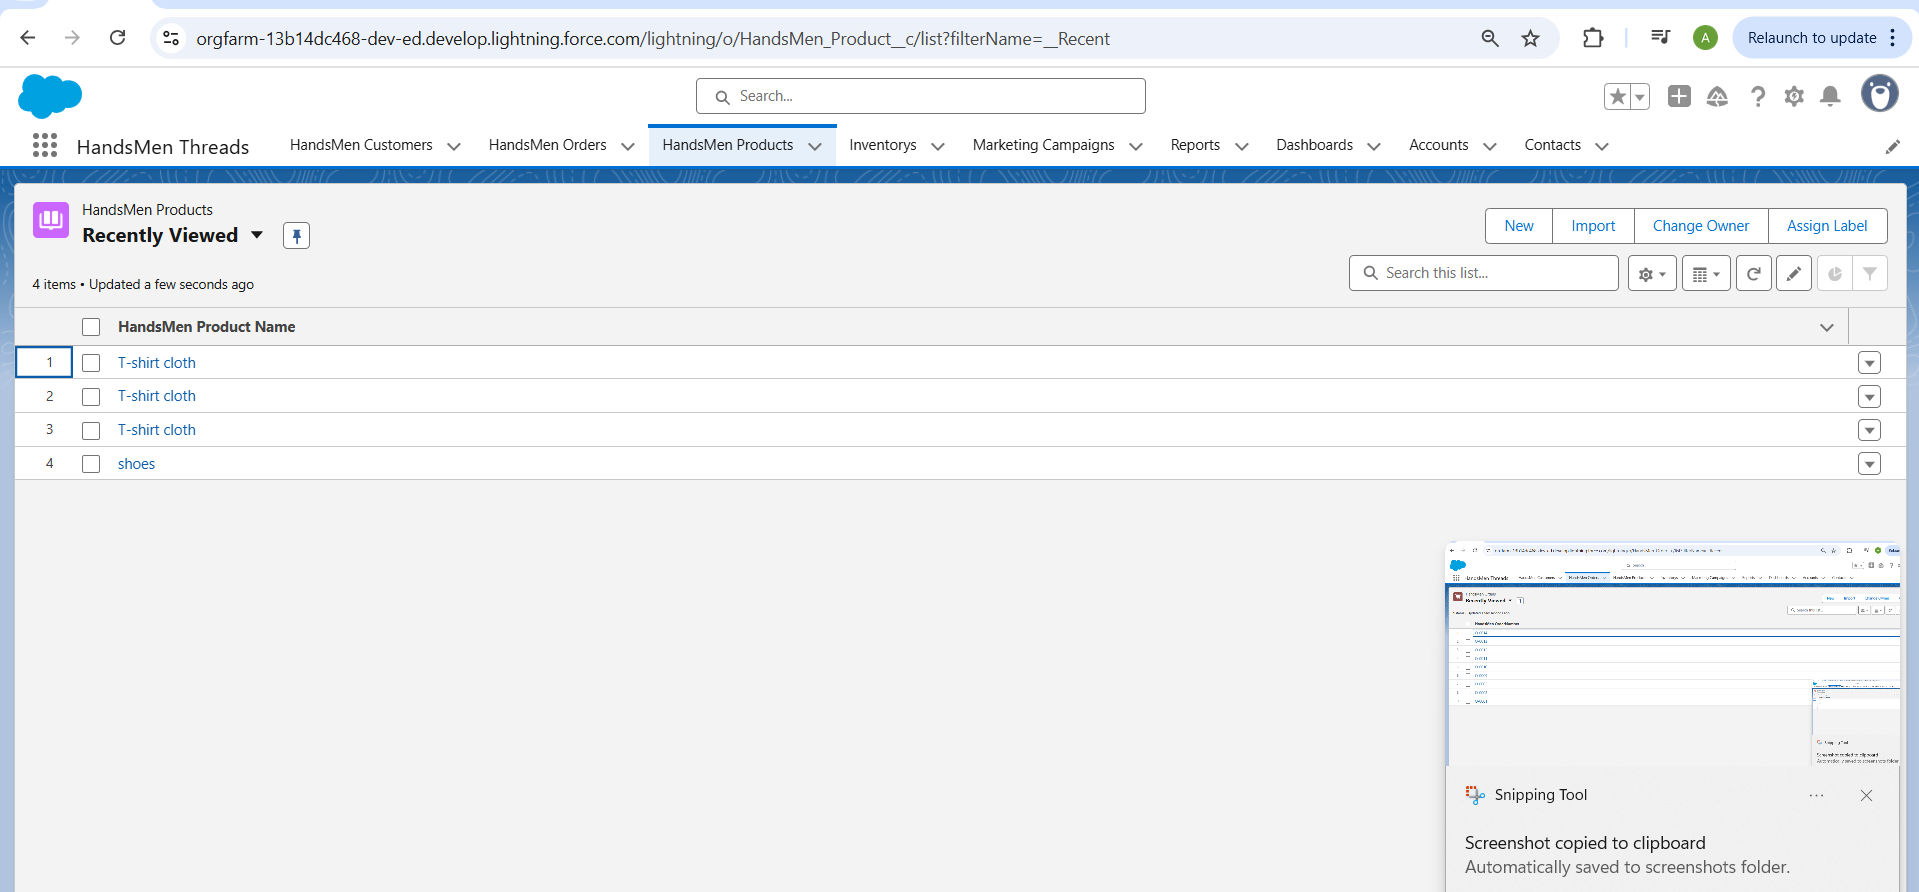 orgfarm-13b14dc468-dev-ed.develop.lightning.force.com/lightning/o/HandsMen_Product__c/list?filterName=__Recent
A
Relaunch to update
Search...
HandsMen Threads
HandsMen Customers
HandsMen Orders
HandsMen Products
Inventorys
Marketing Campaigns
Reports
Dashboards
Accounts
Contacts
HandsMen Products
Recently Viewed
New
Import
Change Owner
Assign Label
4 items • Updated a few seconds ago
Search this list...
HandsMen Product Name
1 T-shirt cloth
2 T-shirt cloth
3 T-shirt cloth
4 shoes
HandsMen Threads
Recently Viewed
Snipping Tool
Screenshot copied to clipboard
Automatically saved to screenshots folder.